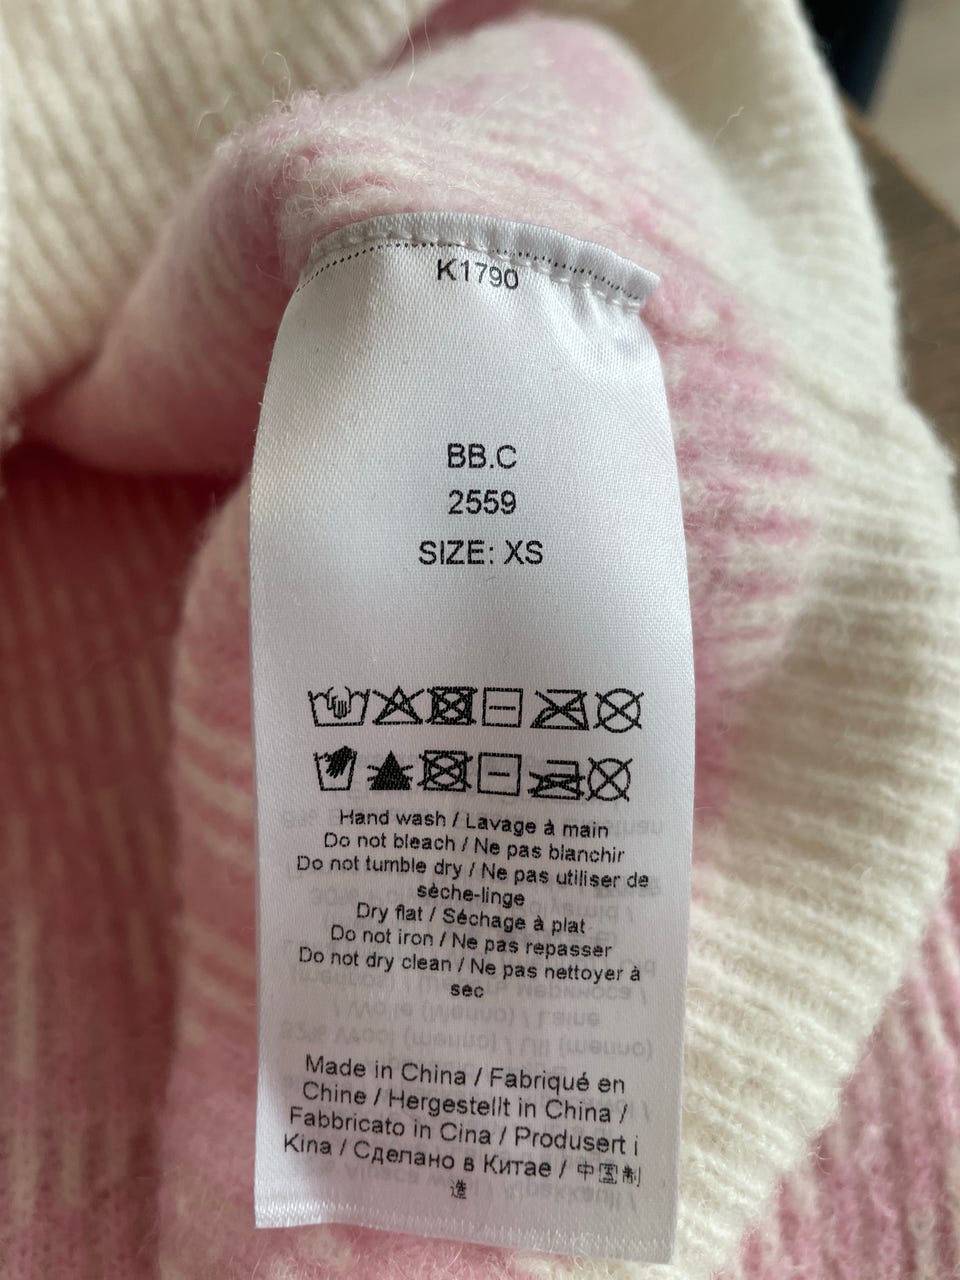 K1790
BB.C
2559
SIZE: XS
Hand wash / Lavage à main
Do not bleach / Ne pas blanchir
Do not tumble dry / Ne pas utiliser de
sèche-linge
Dry flat / Séchage à plat
Do not iron / Ne pas repasser
Do not dry clean / Ne pas nettoyer à
sec
Made in China / Fabriqué en
Chine / Hergestellt in China /
Fabbricato in Cina / Produsert i
Kina / Сделано в Китае / 中国制
造